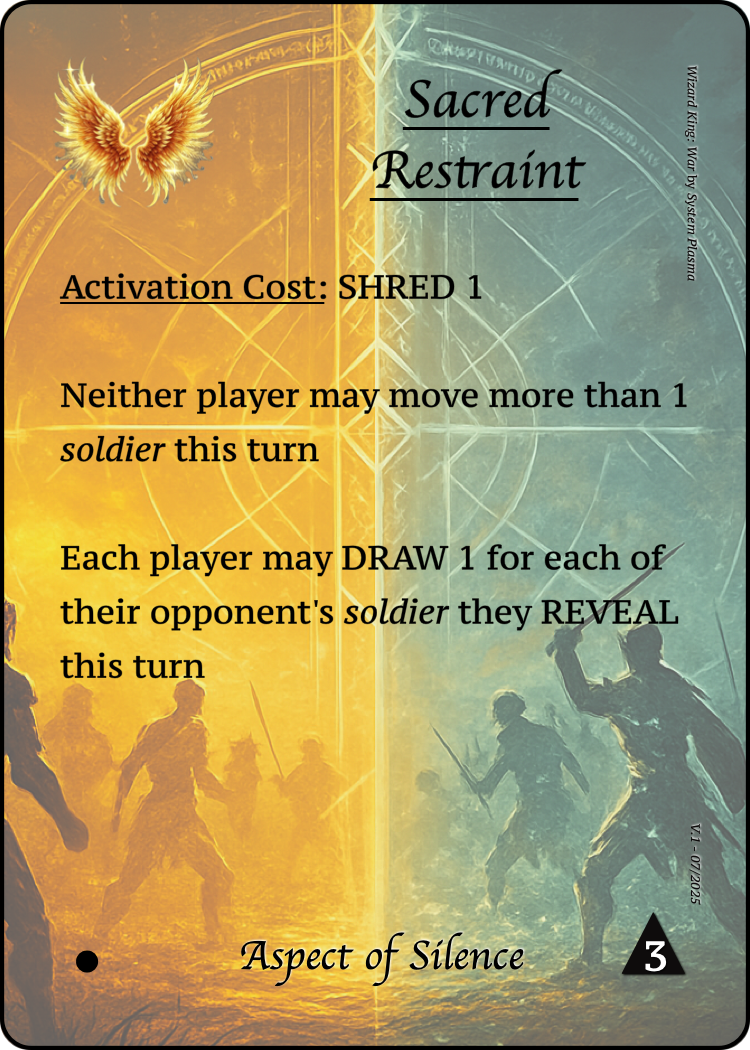 Sacred
Restraint
Wizard King: War by System Plasma
Activation Cost: SHRED 1
Neither player may move more than 1
soldier this turn
Each player may DRAW 1 for each of
their opponent's soldier they REVEAL
this turn
V.1 - 07/2025
Aspect of Silence
3